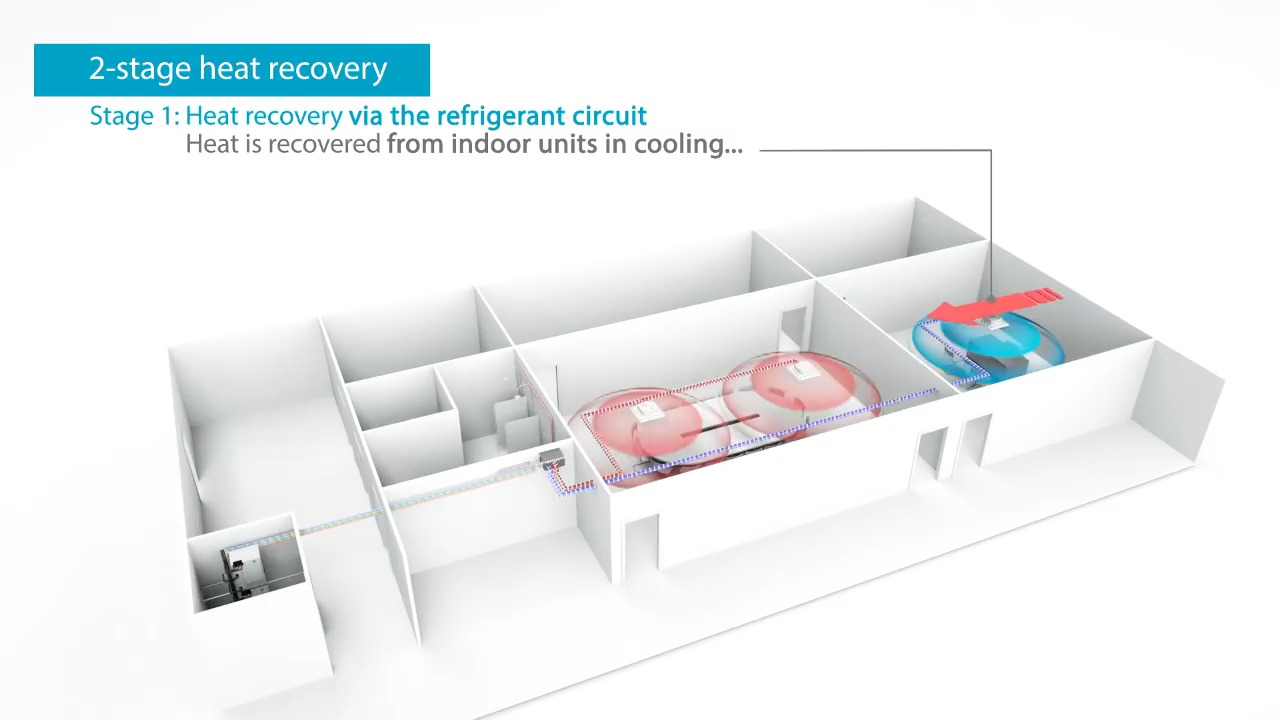 2-stage heat recovery
Stage 1: Heat recovery via the refrigerant circuit
Heat is recovered from indoor units in cooling...